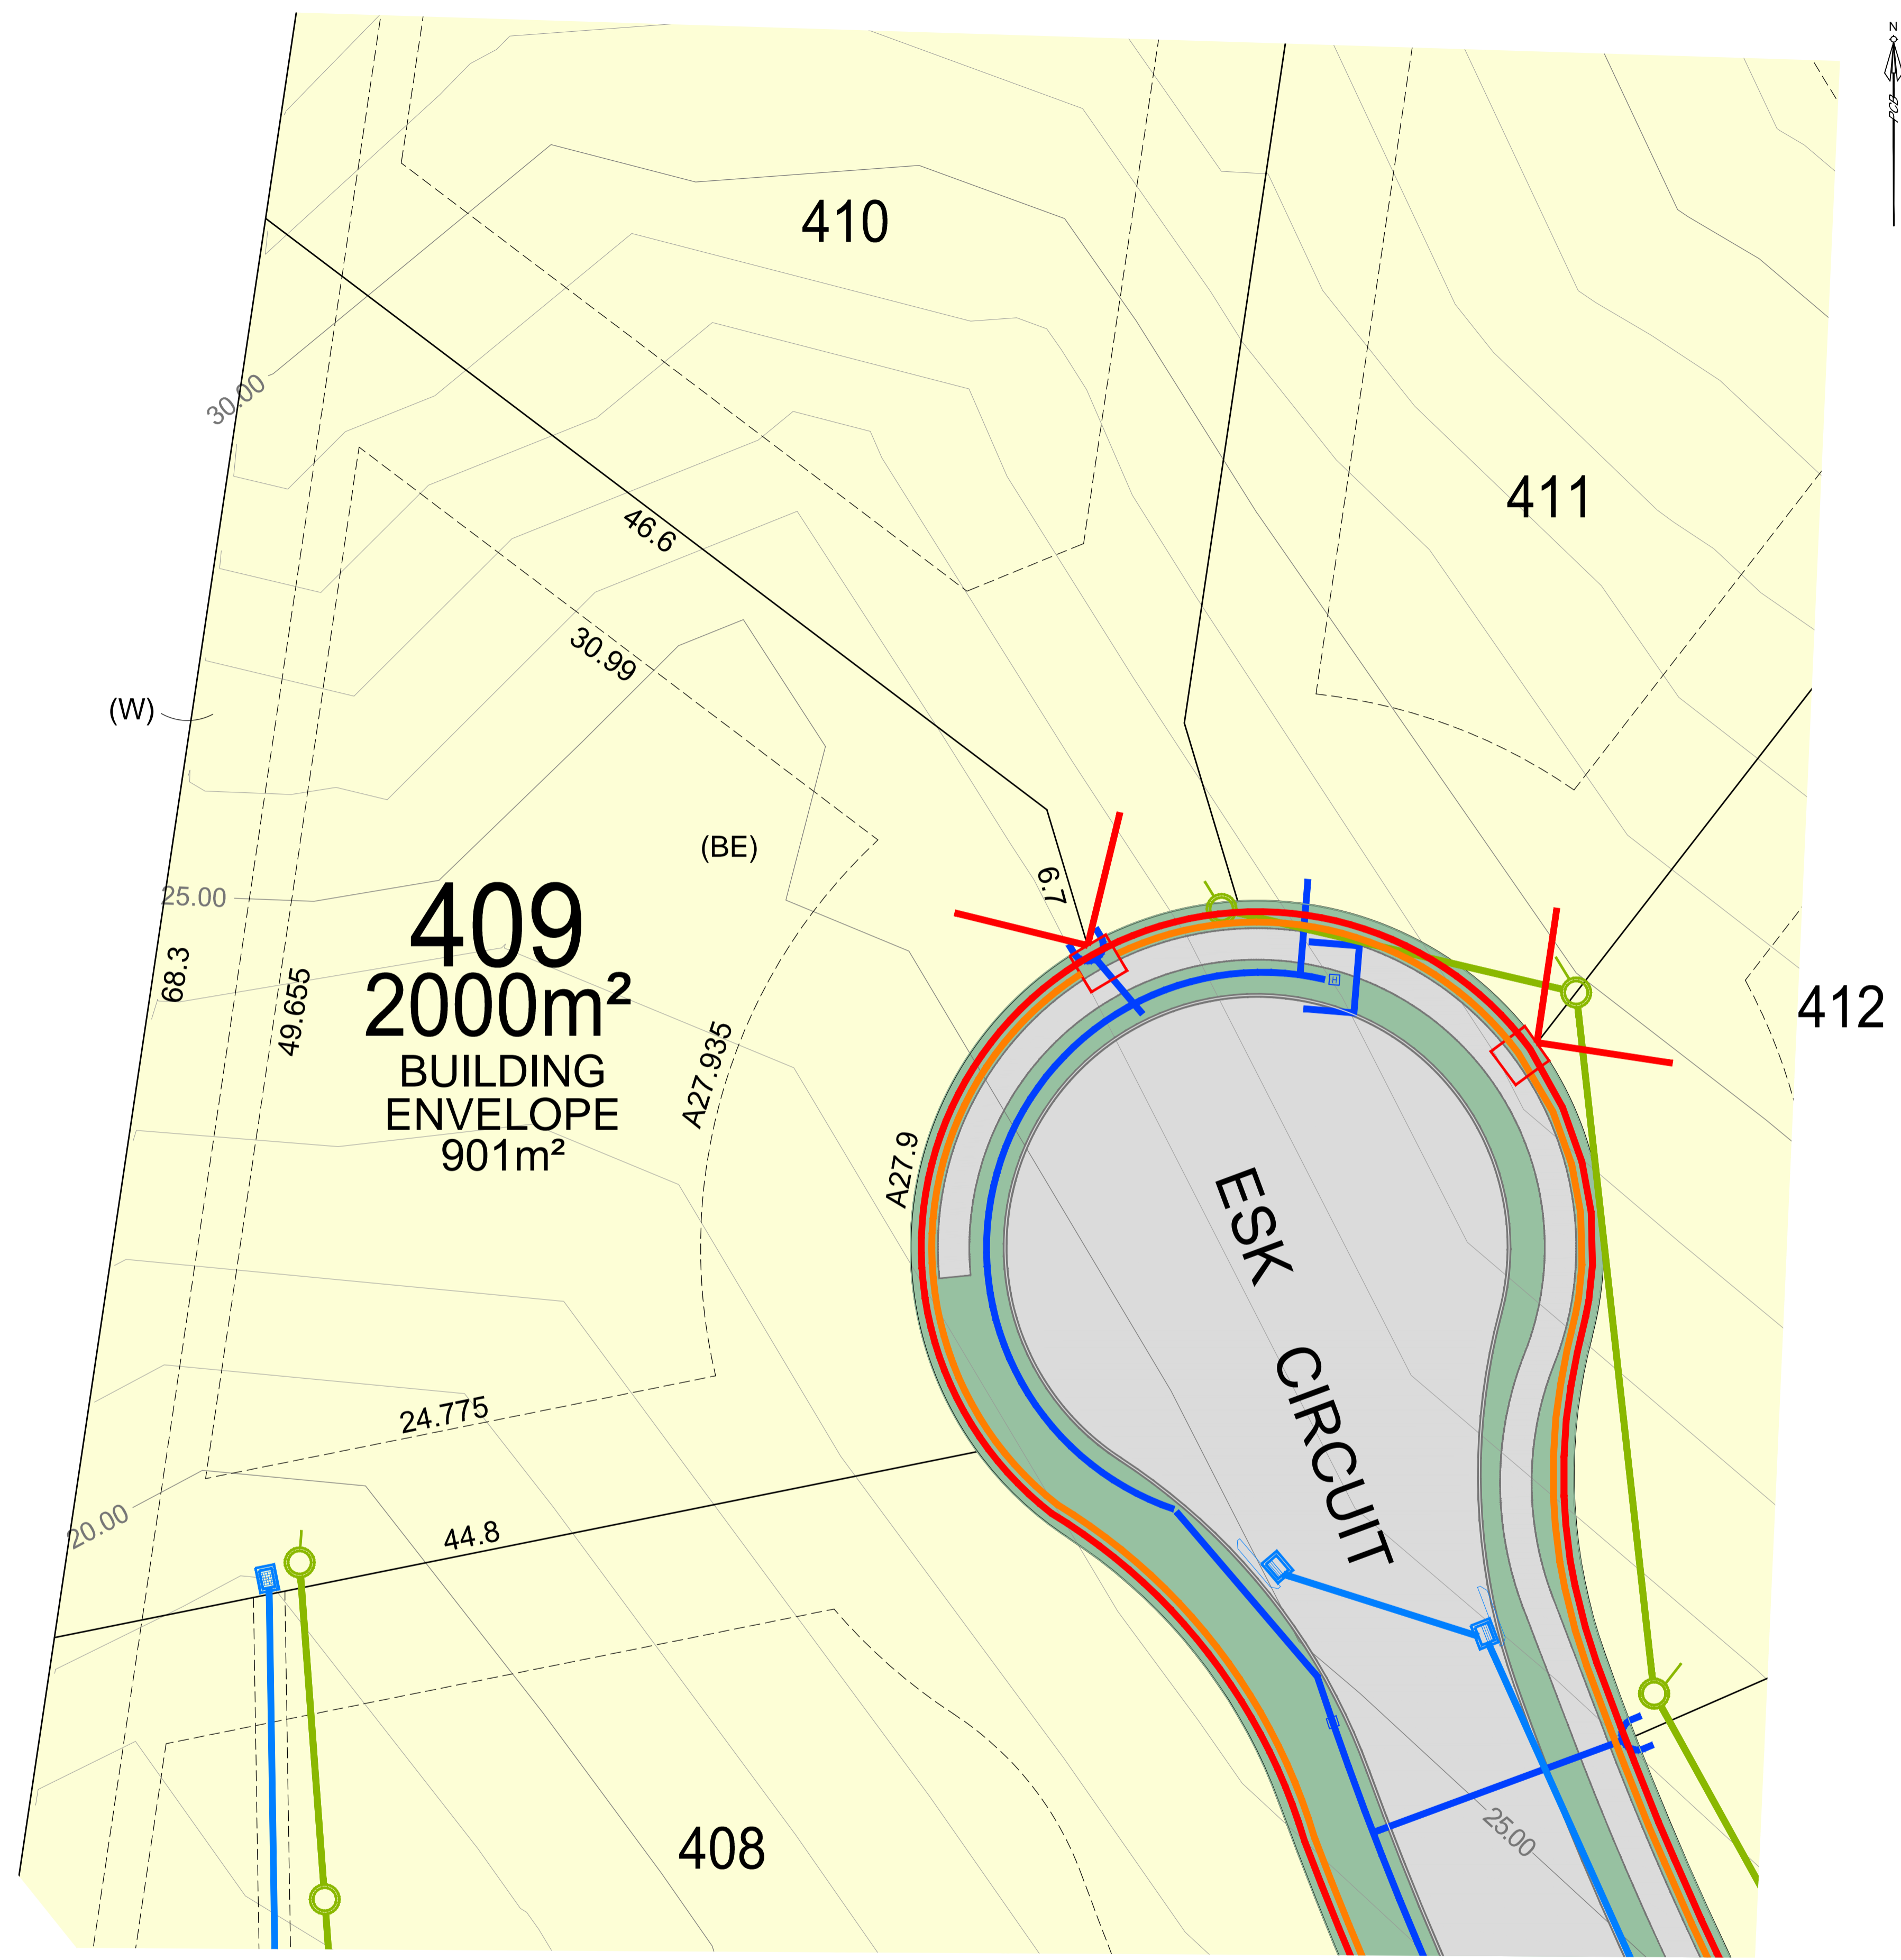 N
410
30.00
46.6
411
30.99
(W)
(BE)
6.7
25.00
409
2000m²
BUILDING
ENVELOPE
901m²
68.3
49.655
A27.935
A27.9
412
H
ESK CIRCUIT
24.775
20.00
44.8
408
25.00